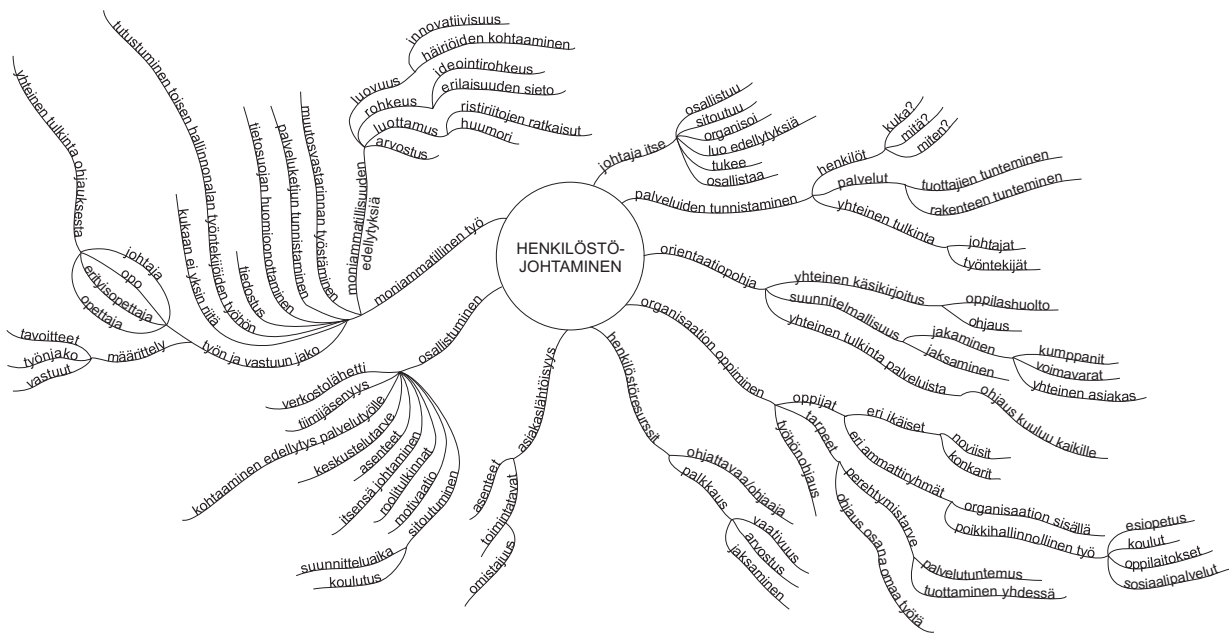 HENKILÖSTÖ-
JOHTAMINEN
johtaja itse
osallistuu
sitoutuu
organisoi
luo edellytyksiä
tukee
osallistaa
palveluiden tunnistaminen
henkilöt
kuka?
mitä?
miten?
palvelut
tuottajien tunteminen
rakenteen tunteminen
yhteinen tulkinta
johtajat
työntekijät
orientaatiopohja
yhteinen käsikirjoitus
oppilashuolto
ohjaus
suunnitelmallisuus
jakaminen
kumppanit
voimavarat
yhteinen asiakas
jaksaminen
yhteinen tulkinta palveluista
ohjaus kuuluu kaikille
organisaation oppiminen
oppijat
eri ikäiset
noviisit
konkarit
eri ammattiryhmät
organisaation sisällä
poikkihallinnollinen työ
esiopetus
koulut
oppilaitokset
sosiaalipalvelut
tarpeet
perehtymistarve
palvelutuntemus
tuottaminen yhdessä
ohjaus osana omaa työtä
työhönohjaus
henkilöstöresurssit
ohjattavaa/ohjaaja
palkkaus
vaativuus
arvostus
jaksaminen
asiakaslähtöisyys
asenteet
toimintatavat
omistajuus
osallistuminen
verkostolähetti
tiimijäsenyys
kohtaaminen edellytys palvelutyölle
keskustelutarve
asenteet
itsensä johtaminen
roolitulkinnat
motivaatio
sitoutuminen
suunnitteluaika
koulutus
moniammatillinen työ
työn ja vastuun jako
johtaja
opo
erityisopettaja
opettaja
yhteinen tulkinta ohjauksesta
määrittely
tavoitteet
työnjako
vastuut
kukaan ei yksin riitä
tutustuminen toisen hallinnonalan työntekijöiden työhön
tiedostus
tietosuojan huomioonottaminen
palveluketjun tunnistaminen
muutosvastarinnan työstäminen
moniammatillisuuden
edellytyksiä
luovuus
innovatiivisuus
häiriöiden kohtaaminen
rohkeus
ideointirohkeus
erilaisuuden sieto
luottamus
ristiriitojen ratkaisut
huumori
arvostus